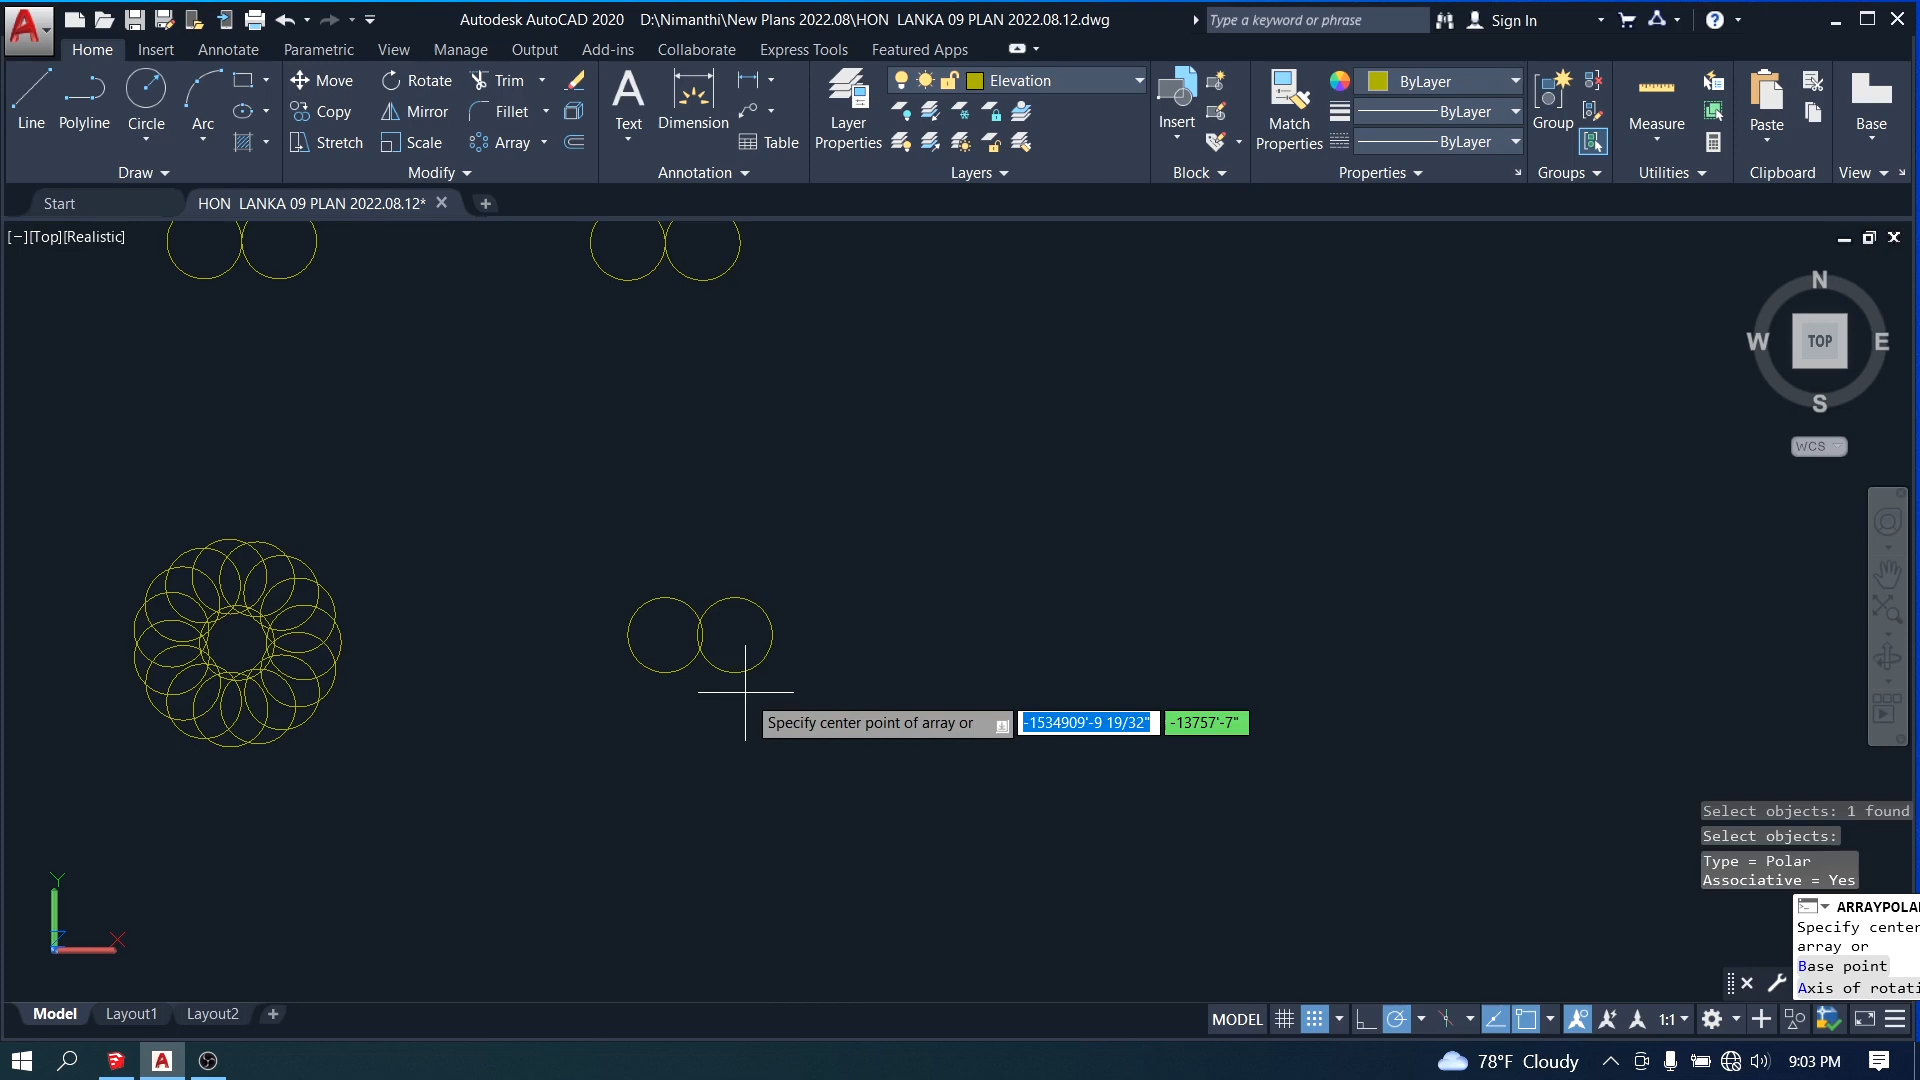 Autodesk AutoCAD 2020 D:\Nimanthi\New Plans 2022.08\HON LANKA 09 PLAN 2022.08.12.dwg
Type a keyword or phrase
Sign In
Home Insert Annotate Parametric View Manage Output Add-ins Collaborate Express Tools Featured Apps
Line
Polyline
Circle
Arc
Move
Rotate
Trim
Copy
Mirror
Fillet
Stretch
Scale
Array
Text
Dimension
Table
Layer
Properties
Elevation
Insert
Match
Properties
ByLayer
ByLayer
ByLayer
Group
Measure
Paste
Base
Draw
Modify
Annotation
Layers
Block
Properties
Groups
Utilities
Clipboard
View
Start
HON LANKA 09 PLAN 2022.08.12*
[−][Top][Realistic]
N
W
TOP
E
S
WCS
Specify center point of array or
-1534909'-9 19/32"
-13757'-7"
Select objects: 1 found
Select objects:
Type = Polar
Associative = Yes
ARRAYPOLAR
Specify center
array or
Base point
Axis of rotati
Y
Z
X
Model
Layout1
Layout2
MODEL
1:1
78°F Cloudy
9:03 PM